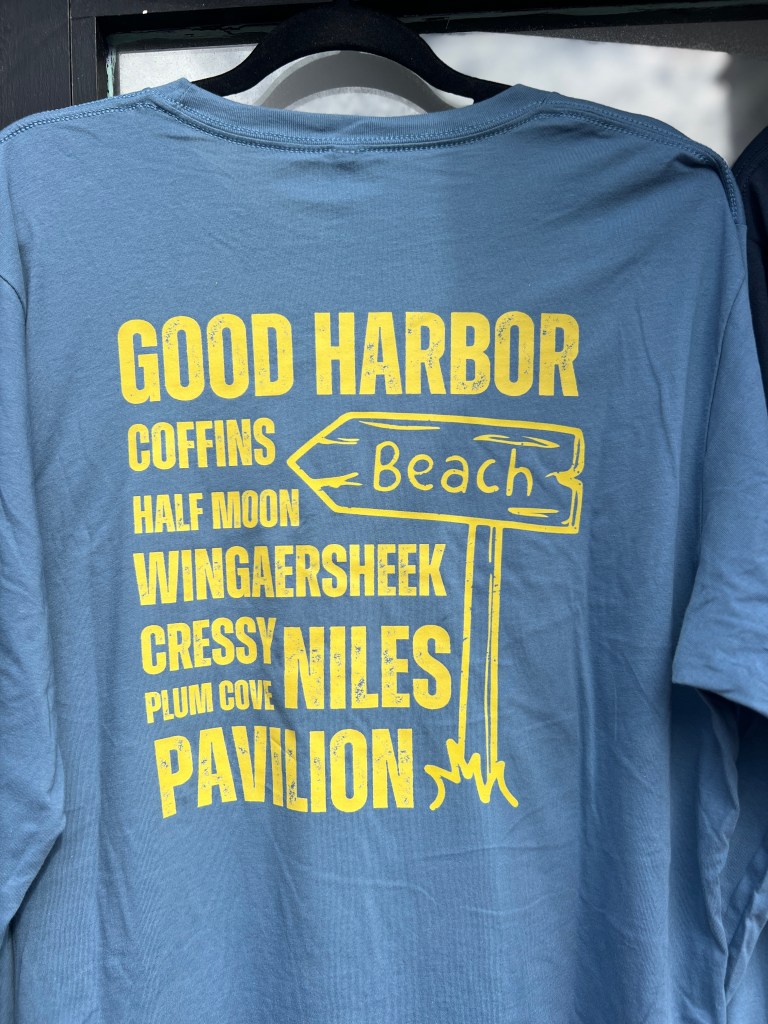 GOOD HARBOR
COFFINS
Beach
HALF MOON
WINGAERSHEEK
CRESSY
NILES
PLUM COVE
PAVILION